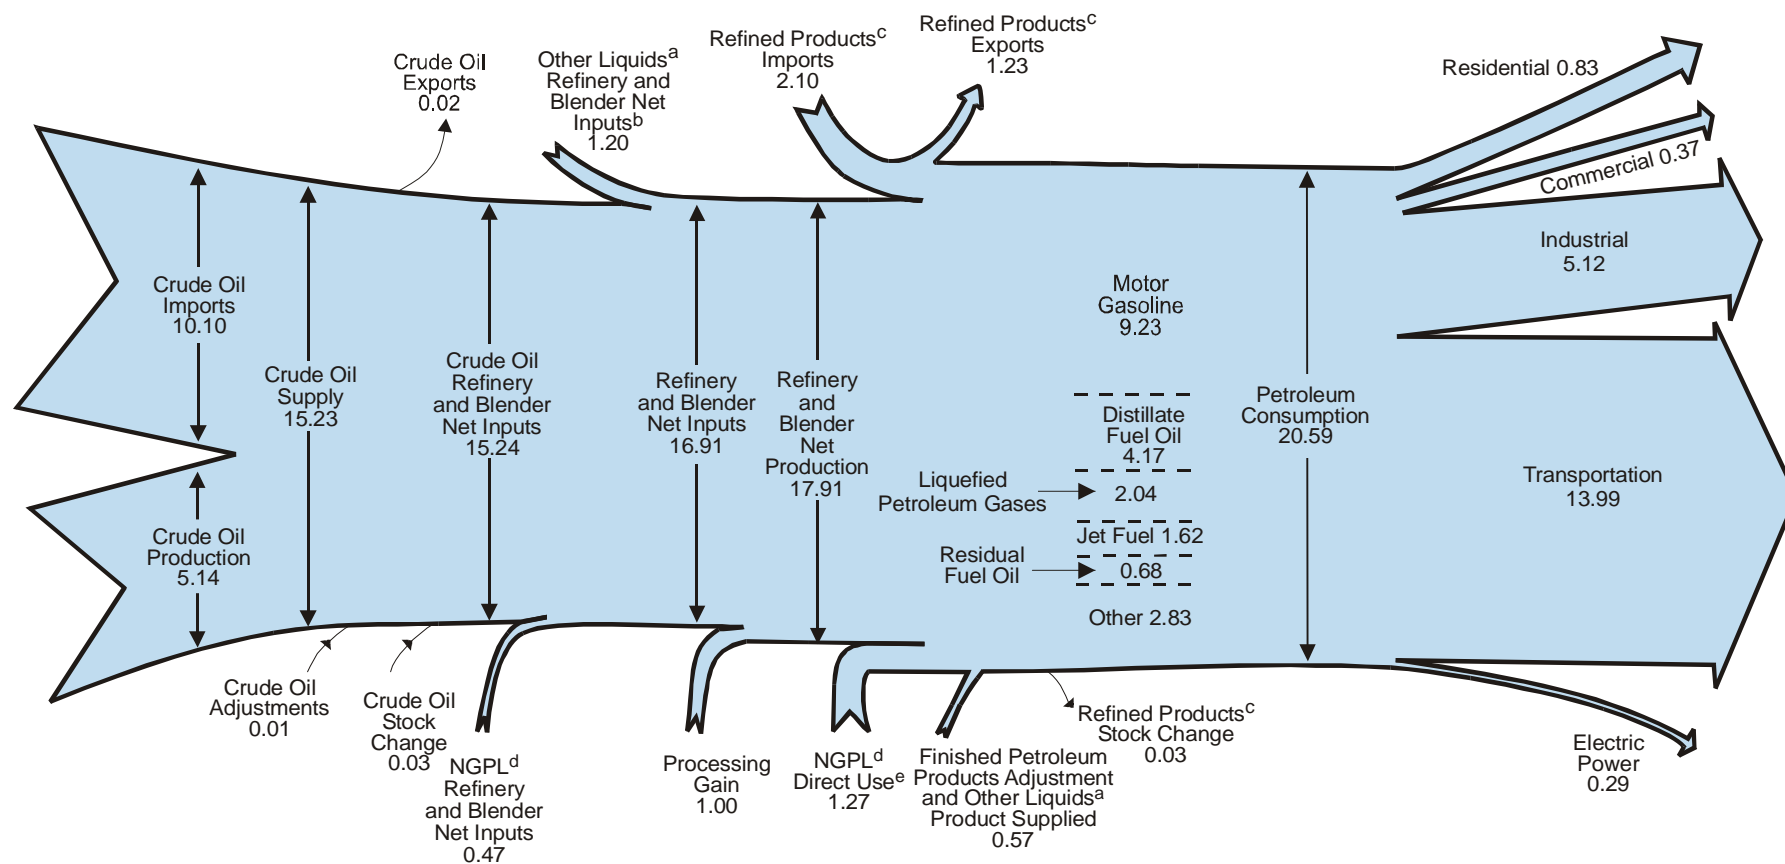 Crude Oil
Exports
0.02
Other Liquidsa
Refinery and
Blender Net
Inputsb
1.20
Refined Productsc
Imports
2.10
Refined Productsc
Exports
1.23
Residential 0.83
Commercial 0.37
Industrial
5.12
Transportation
13.99
Electric
Power
0.29
Crude Oil
Imports
10.10
Crude Oil
Production
5.14
Crude Oil
Supply
15.23
Crude Oil
Refinery
and Blender
Net Inputs
15.24
Refinery
and Blender
Net Inputs
16.91
Refinery
and
Blender
Net
Production
17.91
Motor
Gasoline
9.23
Distillate
Fuel Oil
4.17
Liquefied
Petroleum Gases
2.04
Jet Fuel 1.62
Residual
Fuel Oil
0.68
Other 2.83
Petroleum
Consumption
20.59
Crude Oil
Adjustments
0.01
Crude Oil
Stock
Change
0.03
NGPLd
Refinery
and Blender
Net Inputs
0.47
Processing
Gain
1.00
NGPLd
Direct Usee
1.27
Finished Petroleum
Products Adjustment
and Other Liquidsa
Product Supplied
0.57
Refined Productsc
Stock Change
0.03